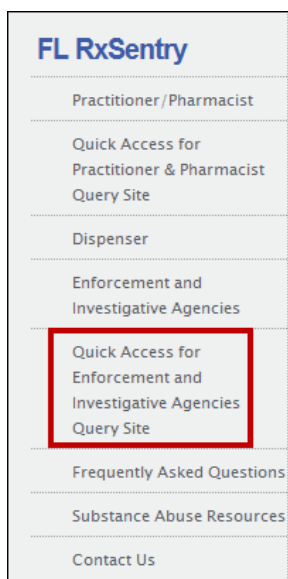 FL RxSentry
Practitioner/Pharmacist
Quick Access for
Practitioner & Pharmacist
Query Site
Dispenser
Enforcement and
Investigative Agencies
Quick Access for
Enforcement and
Investigative Agencies
Query Site
Frequently Asked Questions
Substance Abuse Resources
Contact Us